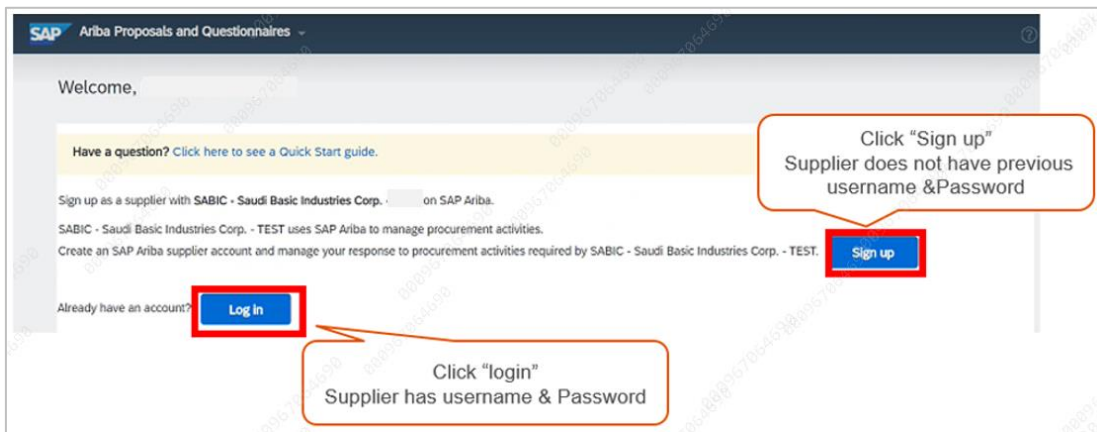 SAP Ariba Proposals and Questionnaires
Welcome,
Have a question? Click here to see a Quick Start guide.
Click “Sign up”
Supplier does not have previous
username &Password
Sign up as a supplier with SABIC - Saudi Basic Industries Corp. - on SAP Ariba.
SABIC - Saudi Basic Industries Corp. - TEST uses SAP Ariba to manage procurement activities.
Create an SAP Ariba supplier account and manage your response to procurement activities required by SABIC - Saudi Basic Industries Corp. - TEST.
Sign up
Already have an account?
Log in
Click “login”
Supplier has username & Password